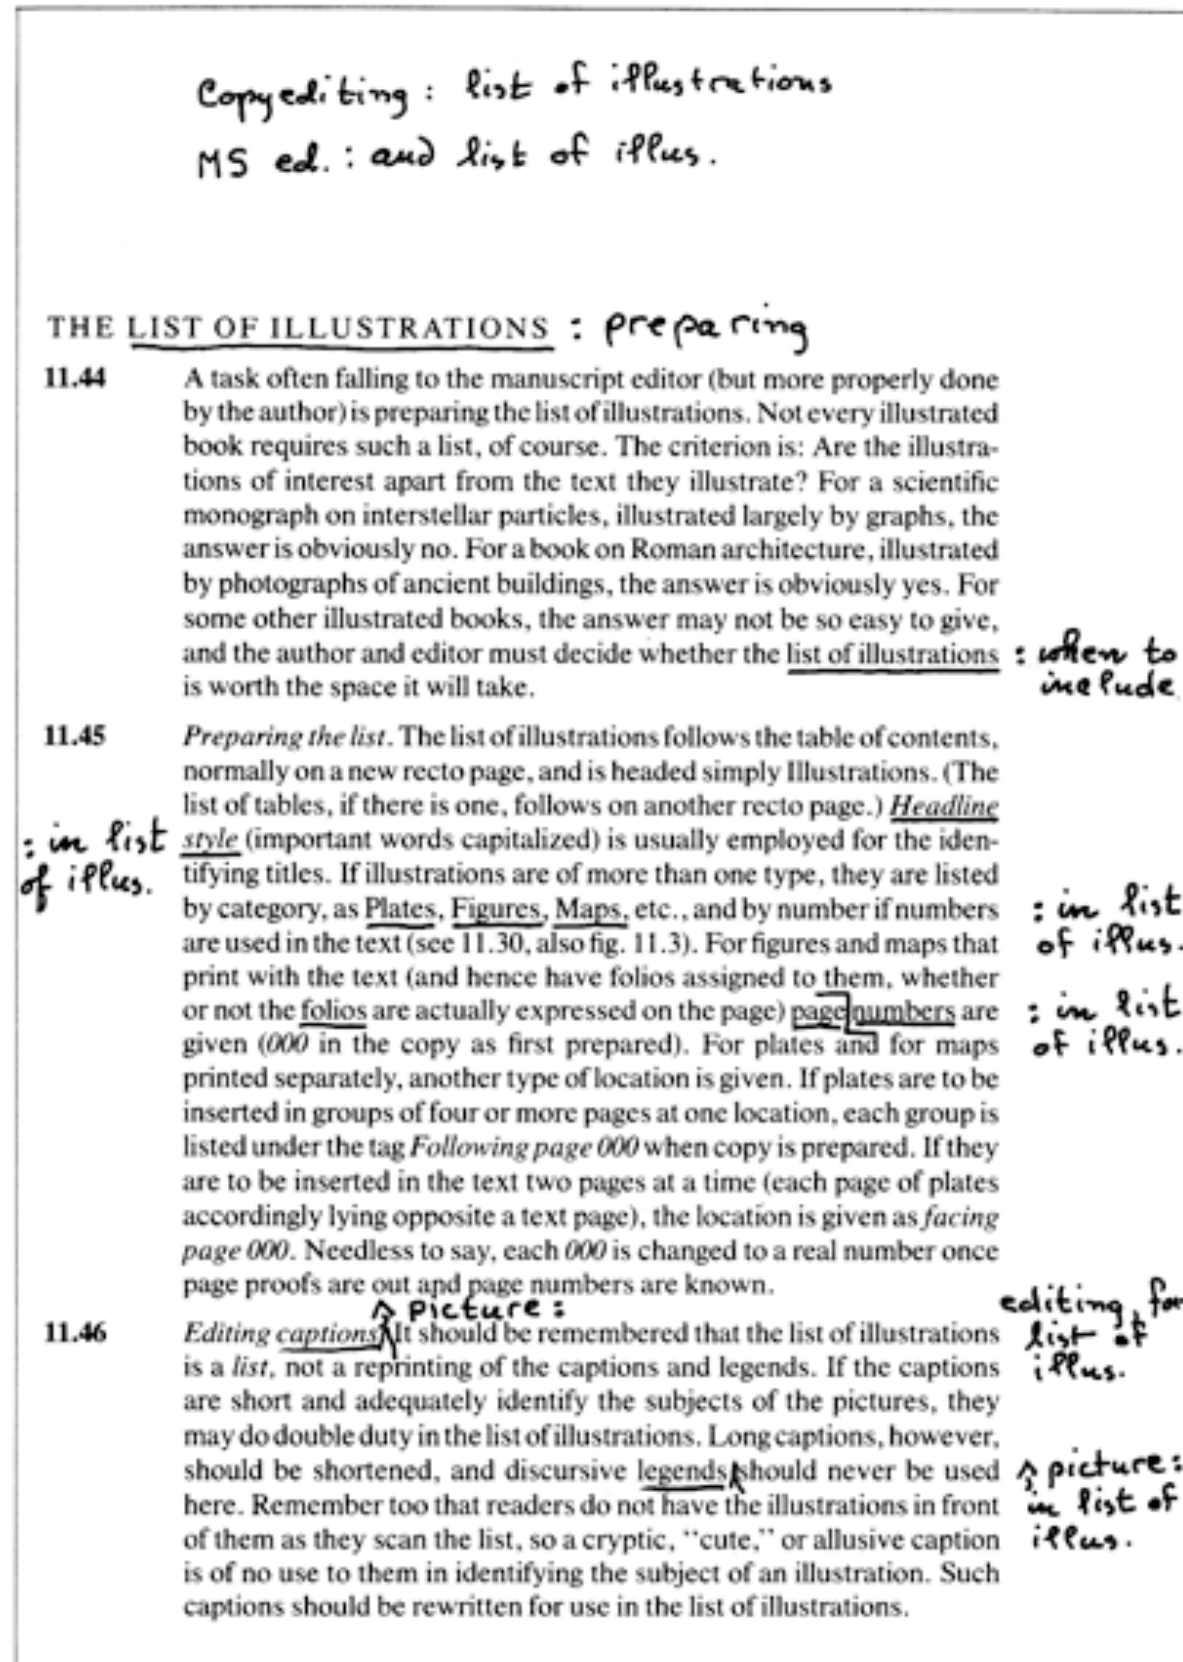 Copyediting : list of illustrations
MS ed. : and list of illus.
THE LIST OF ILLUSTRATIONS : preparing
11.44 A task often falling to the manuscript editor (but more properly done
by the author) is preparing the list of illustrations. Not every illustrated
book requires such a list, of course. The criterion is: Are the illustra-
tions of interest apart from the text they illustrate? For a scientific
monograph on interstellar particles, illustrated largely by graphs, the
answer is obviously no. For a book on Roman architecture, illustrated
by photographs of ancient buildings, the answer is obviously yes. For
some other illustrated books, the answer may not be so easy to give,
and the author and editor must decide whether the list of illustrations : when to
is worth the space it will take. include
11.45 Preparing the list. The list of illustrations follows the table of contents,
normally on a new recto page, and is headed simply Illustrations. (The
list of tables, if there is one, follows on another recto page.) Headline
: in list style (important words capitalized) is usually employed for the iden-
of illus. tifying titles. If illustrations are of more than one type, they are listed
by category, as Plates, Figures, Maps, etc., and by number if numbers : in list
are used in the text (see 11.30, also fig. 11.3). For figures and maps that of illus.
print with the text (and hence have folios assigned to them, whether
or not the folios are actually expressed on the page) page numbers are : in list
given (000 in the copy as first prepared). For plates and for maps of illus.
printed separately, another type of location is given. If plates are to be
inserted in groups of four or more pages at one location, each group is
listed under the tag Following page 000 when copy is prepared. If they
are to be inserted in the text two pages at a time (each page of plates
accordingly lying opposite a text page), the location is given as facing
page 000. Needless to say, each 000 is changed to a real number once
page proofs are out and page numbers are known.
picture : editing, for
11.46 Editing captions. It should be remembered that the list of illustrations list of
is a list, not a reprinting of the captions and legends. If the captions illus.
are short and adequately identify the subjects of the pictures, they
may do double duty in the list of illustrations. Long captions, however,
should be shortened, and discursive legends should never be used picture :
here. Remember too that readers do not have the illustrations in front in list of
of them as they scan the list, so a cryptic, "cute," or allusive caption illus.
is of no use to them in identifying the subject of an illustration. Such
captions should be rewritten for use in the list of illustrations.